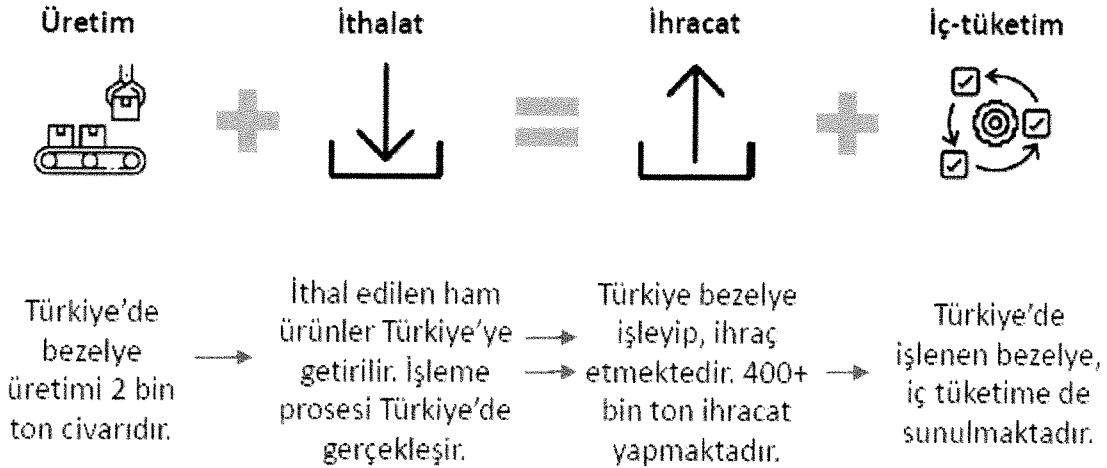 Üretim
İthalat
İhracat
İç-tüketim
Türkiye'de
bezelye
üretimi 2 bin
ton civarıdır.
İthal edilen ham
ürünler Türkiye'ye
getirilir. İşleme
prosesi Türkiye'de
gerçekleşir.
Türkiye bezelye
işleyip, ihraç
etmektedir. 400+
bin ton ihracat
yapmaktadır.
Türkiye'de
işlenen bezelye,
iç tüketime de
sunulmaktadır.